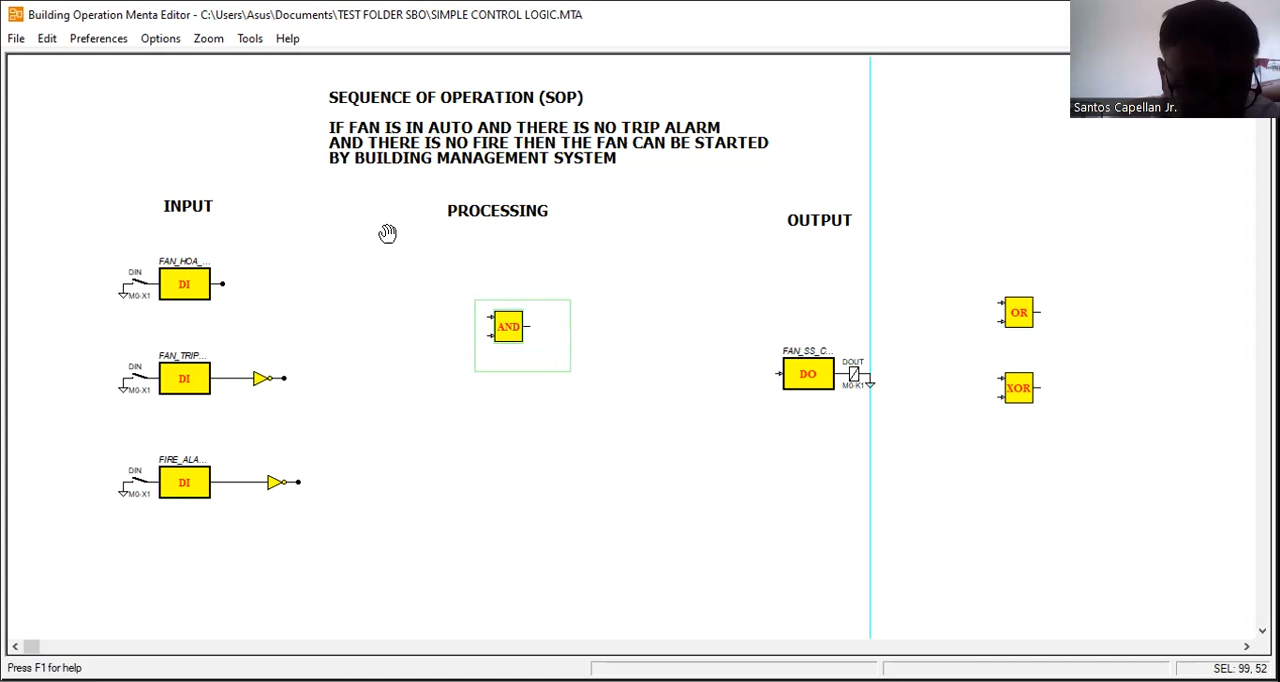 Building Operation Menta Editor - C:\Users\Asus\Documents\TEST FOLDER SBO\SIMPLE CONTROL LOGIC.MTA
File Edit Preferences Options Zoom Tools Help
Santos Capellan Jr.
SEQUENCE OF OPERATION (SOP)
IF FAN IS IN AUTO AND THERE IS NO TRIP ALARM
AND THERE IS NO FIRE THEN THE FAN CAN BE STARTED
BY BUILDING MANAGEMENT SYSTEM
INPUT
PROCESSING
OUTPUT
FAN_HOA_...
DIN
DI
M0-X1
AND
OR
FAN_TRIP...
DIN
DI
M0-X1
FAN_SS_C...
DOUT
DO
M0-K1
XOR
FIRE_ALA...
DIN
DI
M0-X1
Press F1 for help
SEL: 99, 52